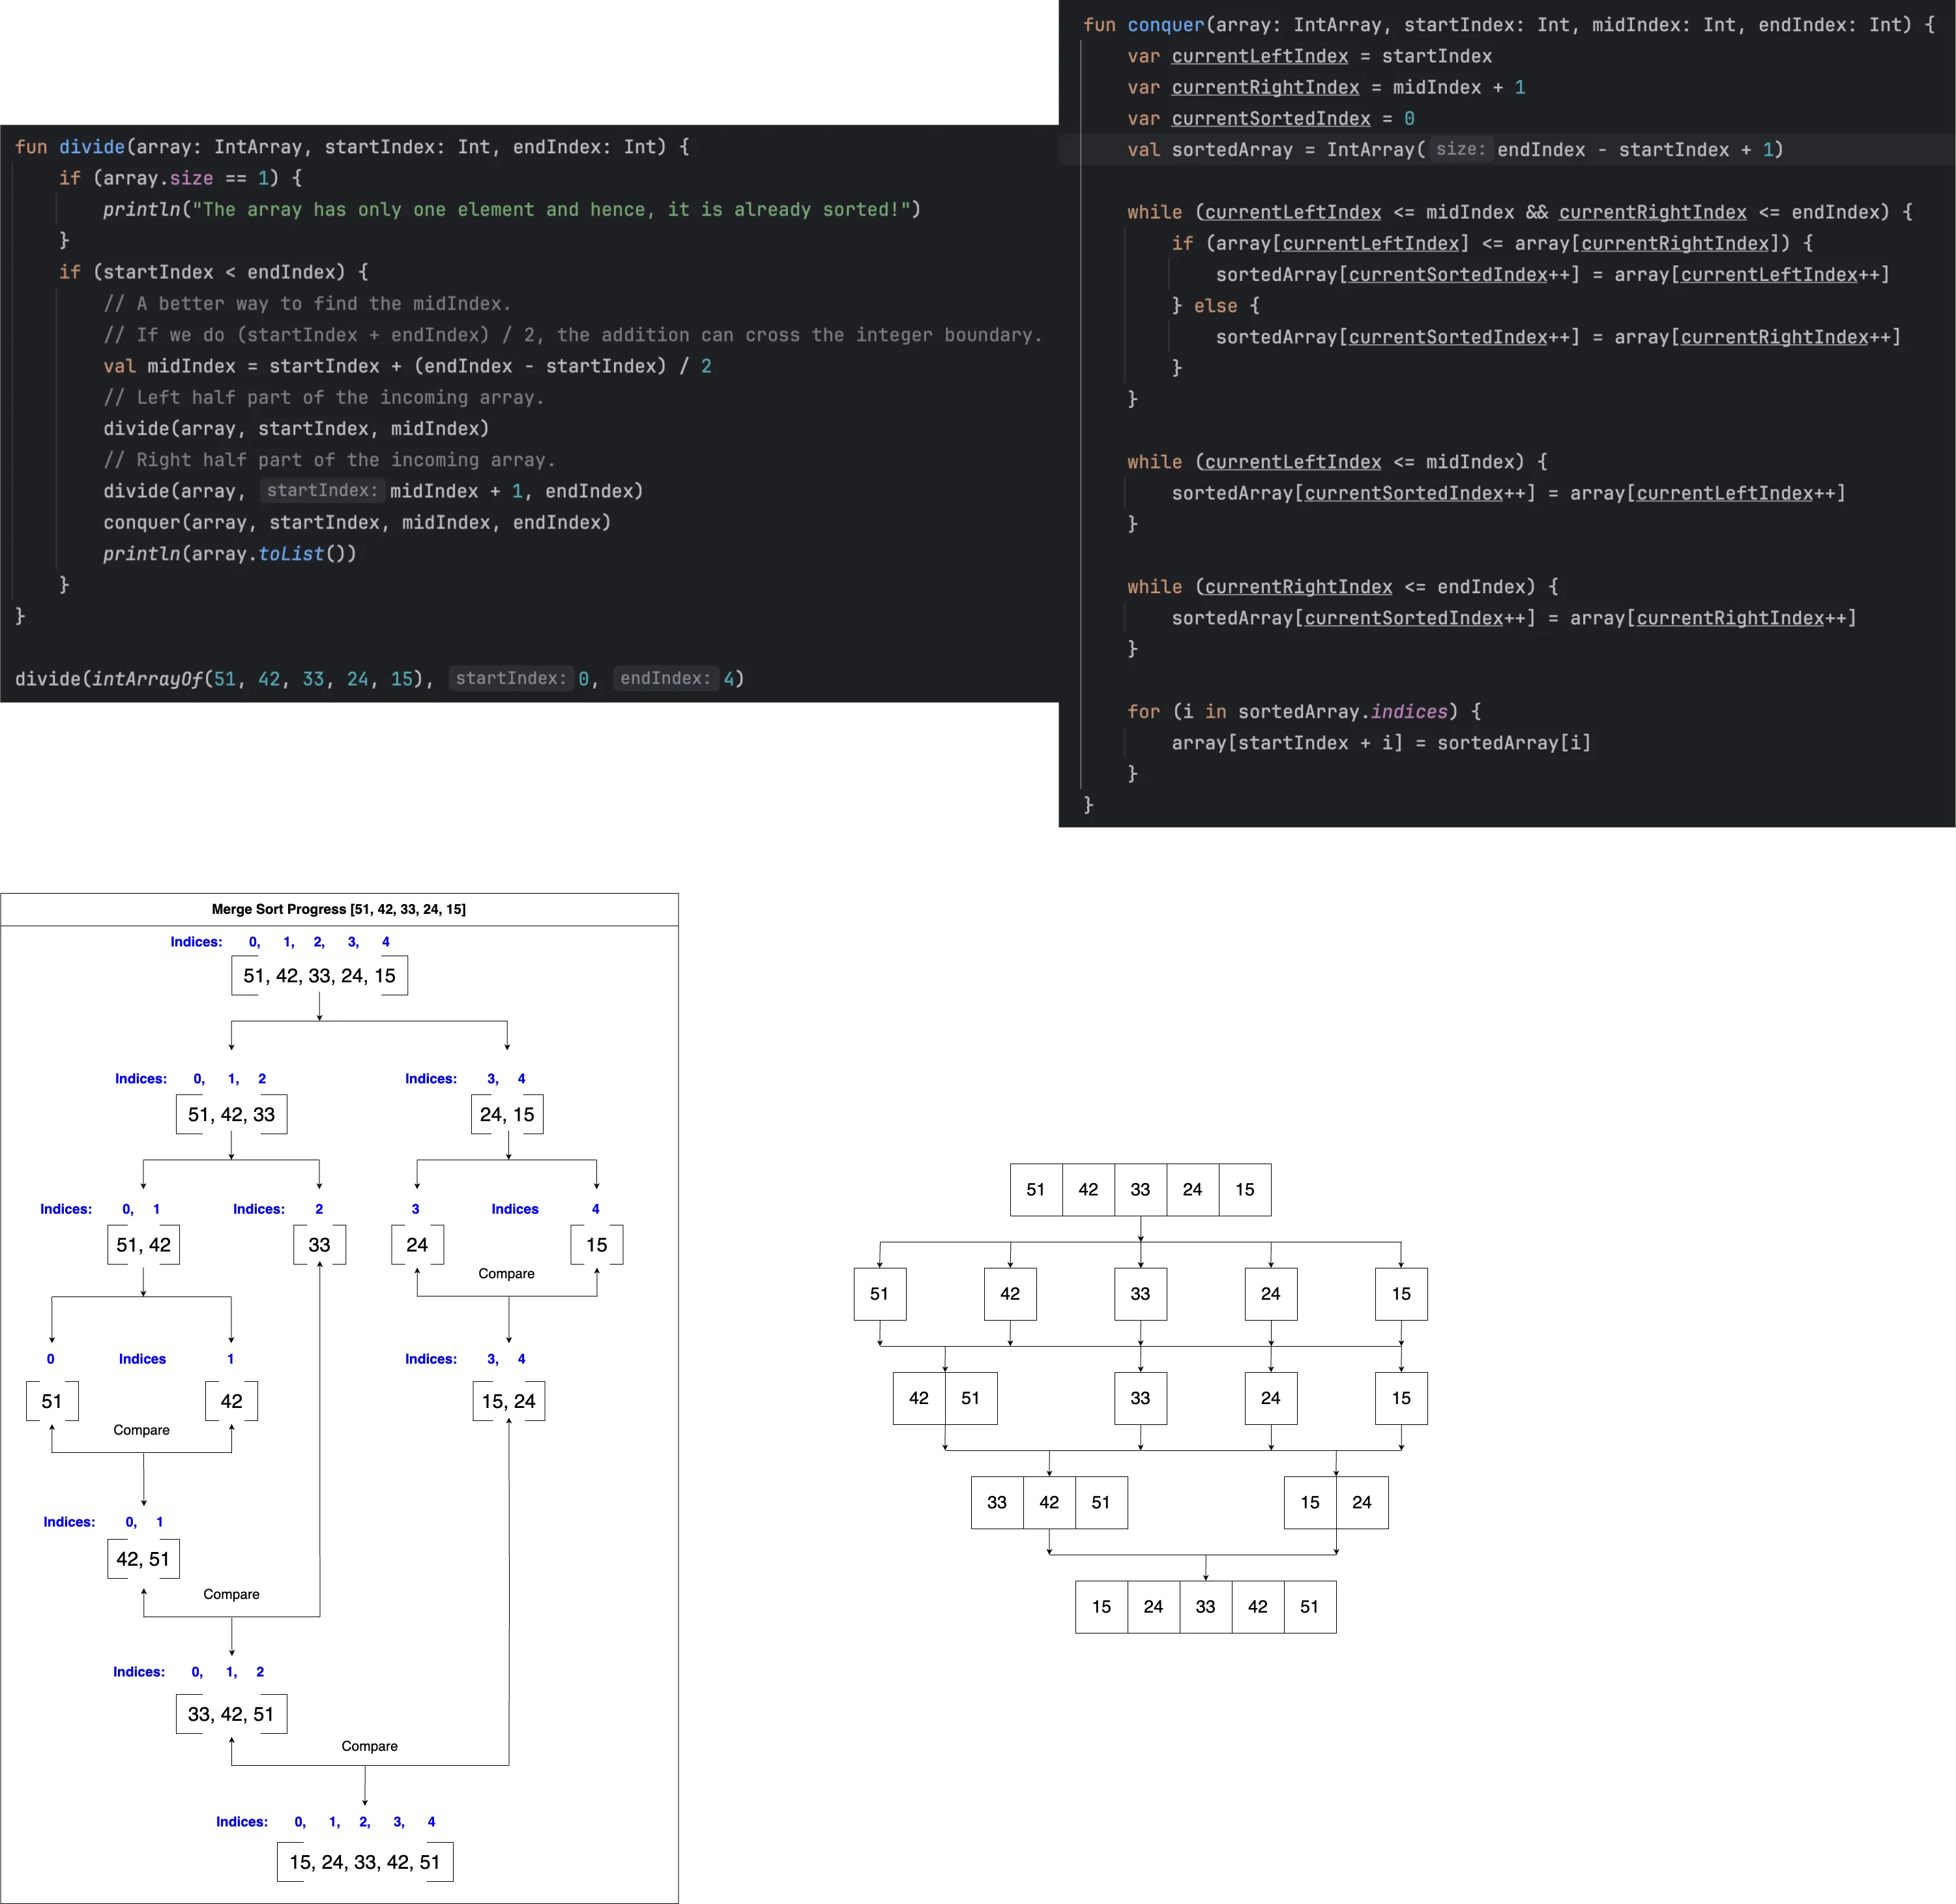 fun divide(array: IntArray, startIndex: Int, endIndex: Int) {
    if (array.size == 1) {
        println("The array has only one element and hence, it is already sorted!")
    }
    if (startIndex < endIndex) {
        // A better way to find the midIndex.
        // If we do (startIndex + endIndex) / 2, the addition can cross the integer boundary.
        val midIndex = startIndex + (endIndex - startIndex) / 2
        // Left half part of the incoming array.
        divide(array, startIndex, midIndex)
        // Right half part of the incoming array.
        divide(array, startIndex: midIndex + 1, endIndex)
        conquer(array, startIndex, midIndex, endIndex)
        println(array.toList())
    }
}
divide(intArrayOf(51, 42, 33, 24, 15), startIndex: 0, endIndex: 4)
fun conquer(array: IntArray, startIndex: Int, midIndex: Int, endIndex: Int) {
    var currentLeftIndex = startIndex
    var currentRightIndex = midIndex + 1
    var currentSortedIndex = 0
    val sortedArray = IntArray( size: endIndex - startIndex + 1)
    while (currentLeftIndex <= midIndex && currentRightIndex <= endIndex) {
        if (array[currentLeftIndex] <= array[currentRightIndex]) {
            sortedArray[currentSortedIndex++] = array[currentLeftIndex++]
        } else {
            sortedArray[currentSortedIndex++] = array[currentRightIndex++]
        }
    }
    while (currentLeftIndex <= midIndex) {
        sortedArray[currentSortedIndex++] = array[currentLeftIndex++]
    }
    while (currentRightIndex <= endIndex) {
        sortedArray[currentSortedIndex++] = array[currentRightIndex++]
    }
    for (i in sortedArray.indices) {
        array[startIndex + i] = sortedArray[i]
    }
}
Merge Sort Progress [51, 42, 33, 24, 15]
Indices: 0, 1, 2, 3, 4
51, 42, 33, 24, 15
Indices: 0, 1, 2
Indices: 3, 4
51, 42, 33
24, 15
Indices: 0, 1
Indices: 2
3 Indices 4
51, 42
33
24
15
Compare
0 Indices 1
Indices: 3, 4
51
42
15, 24
Compare
Indices: 0, 1
42, 51
Compare
Indices: 0, 1, 2
33, 42, 51
Compare
Indices: 0, 1, 2, 3, 4
15, 24, 33, 42, 51
51 42 33 24 15
51 42 33 24 15
42 51 33 24 15
33 42 51 15 24
15 24 33 42 51